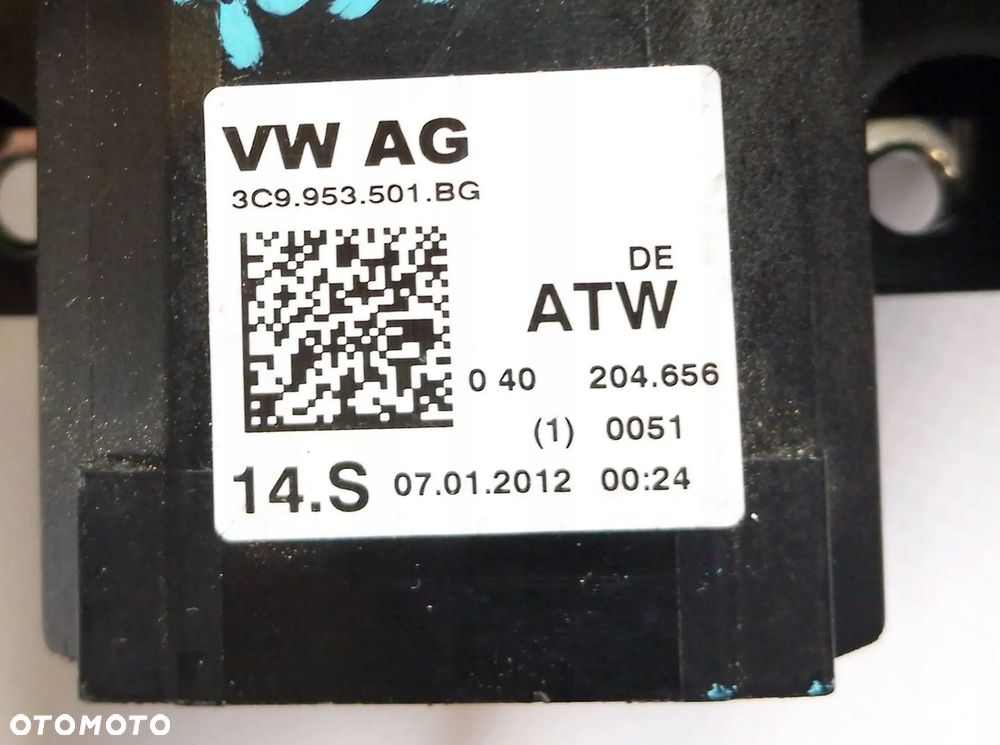 VW AG
3C9.953.501.BG
DE
ATW
0 40 204.656
(1) 0051
14.S 07.01.2012 00:24
OTOMOTO